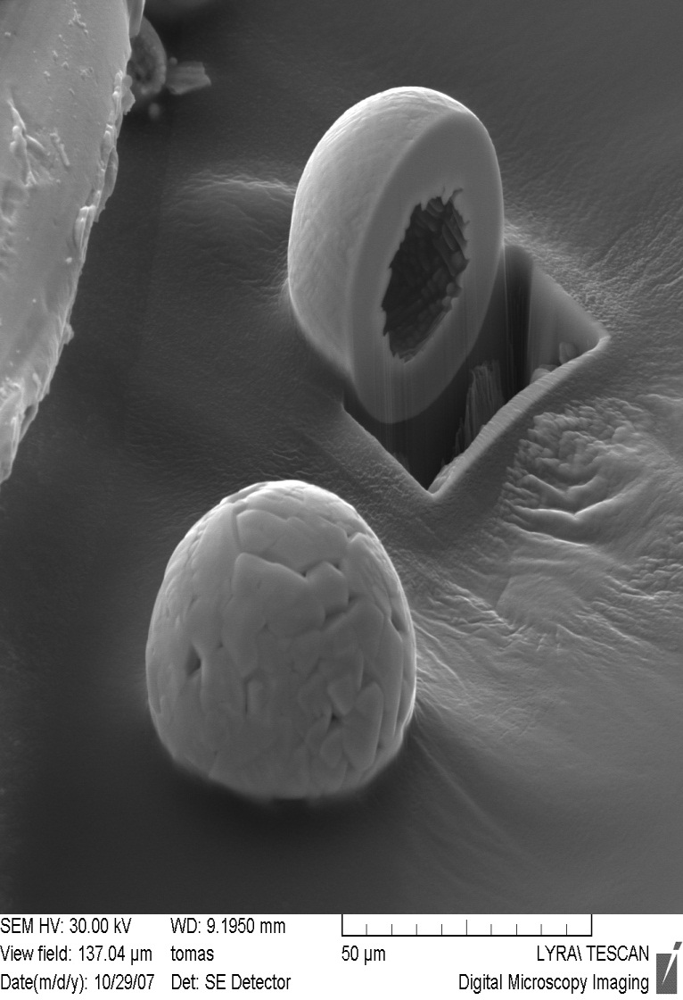 SEM HV: 30.00 kV WD: 9.1950 mm
View field: 137.04 µm tomas 50 µm LYRA\ TESCAN
Date(m/d/y): 10/29/07 Det: SE Detector Digital Microscopy Imaging